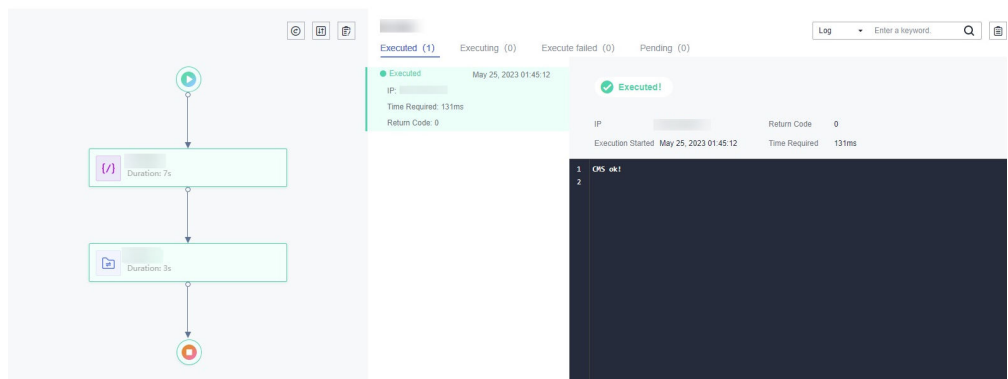 Duration: 7s
Duration: 3s
Executed (1) Executing (0) Execute failed (0) Pending (0)
Log Enter a keyword.
Executed May 25, 2023 01:45:12
IP:
Time Required: 131ms
Return Code: 0
Executed!
IP Return Code 0
Execution Started May 25, 2023 01:45:12 Time Required 131ms
1 CMS ok!
2